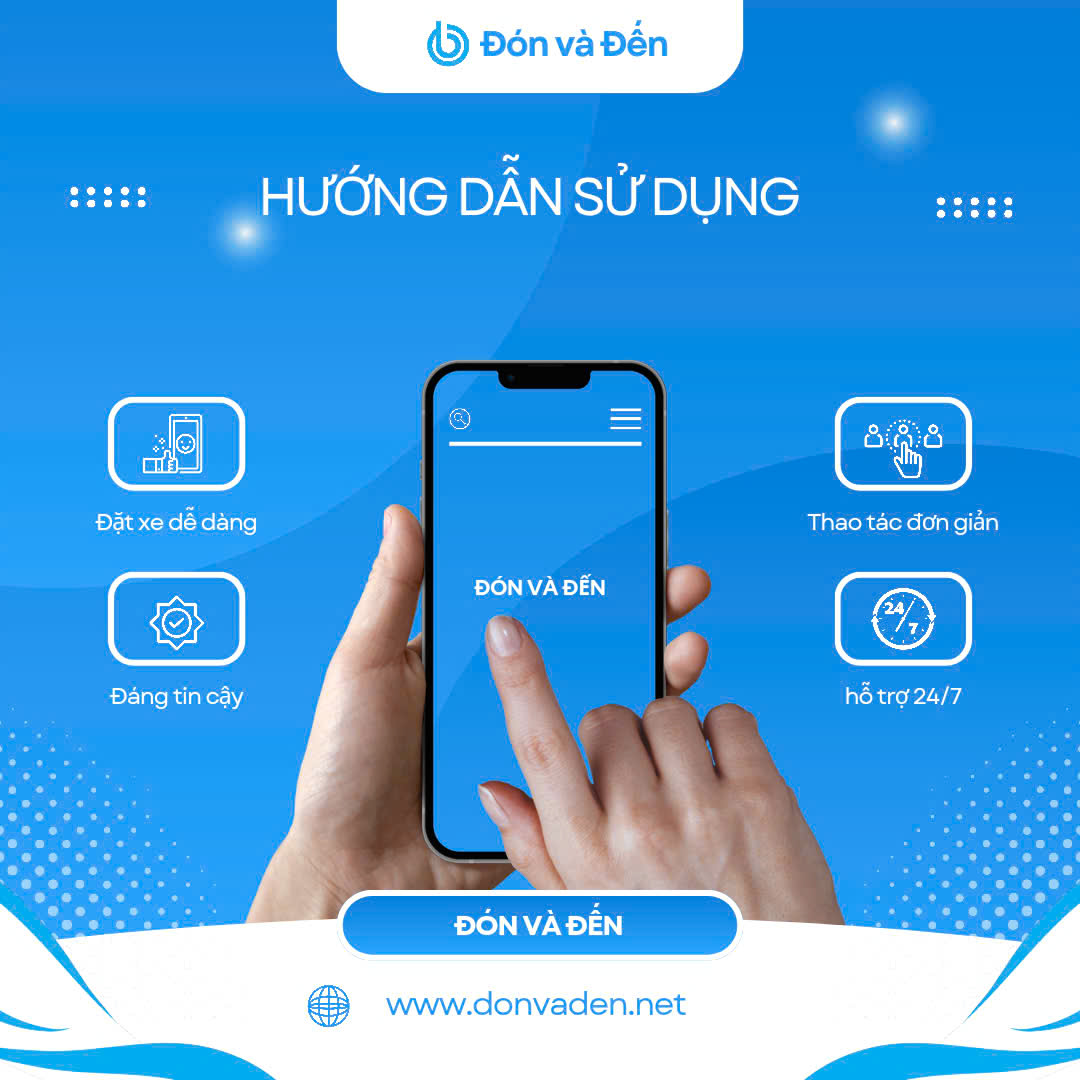 Đón và Đến
HƯỚNG DẪN SỬ DỤNG
Đặt xe dễ dàng
Thao tác đơn giản
ĐÓN VÀ ĐẾN
24/7
Đáng tin cậy
hỗ trợ 24/7
ĐÓN VÀ ĐẾN
www.donvaden.net